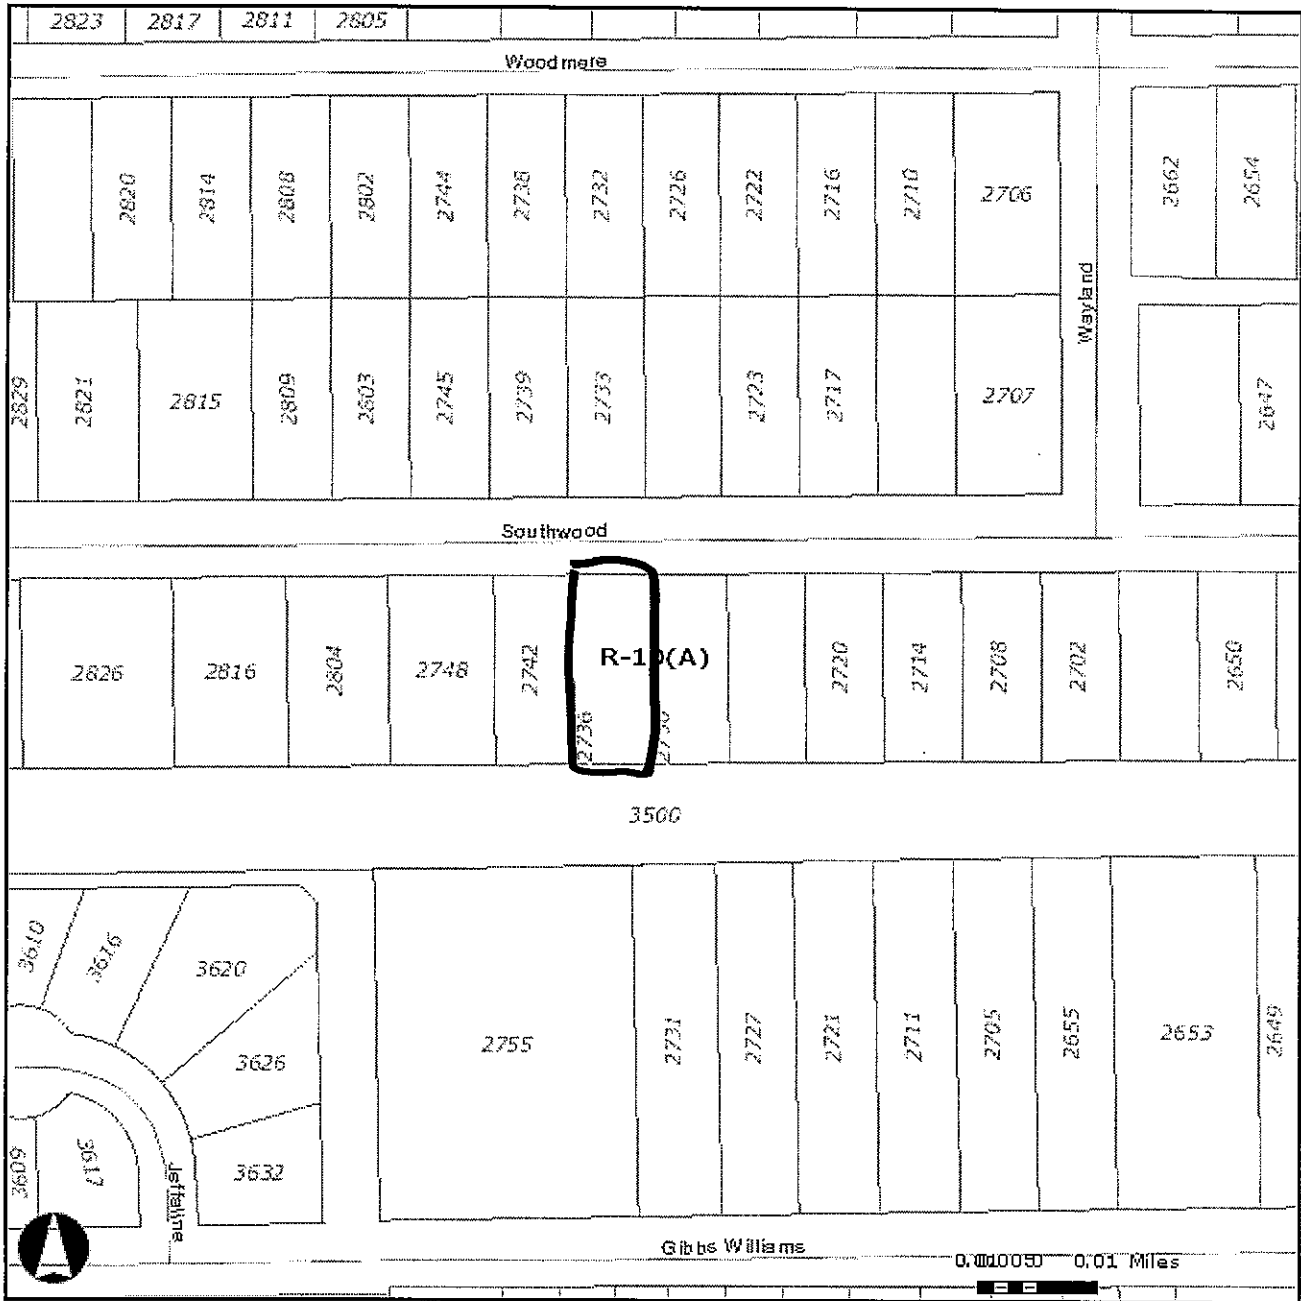 2823 2817 2811 2805
Woodmere
2820 2814 2808 2802 2744 2738 2732 2726 2722 2716 2710 2706 2662 2654
Wayland
2829 2821 2815 2809 2803 2745 2739 2733 2723 2717 2707 2647
Southwood
2826 2816 2804 2748 2742 R-10(A) 2720 2714 2708 2702 2650
2736 2730
3500
3610 3616 3620
3626
2755 2731 2727 2721 2711 2705 2655 2653 2649
3609 3617 3632
Gibbs Williams
0.01 Miles